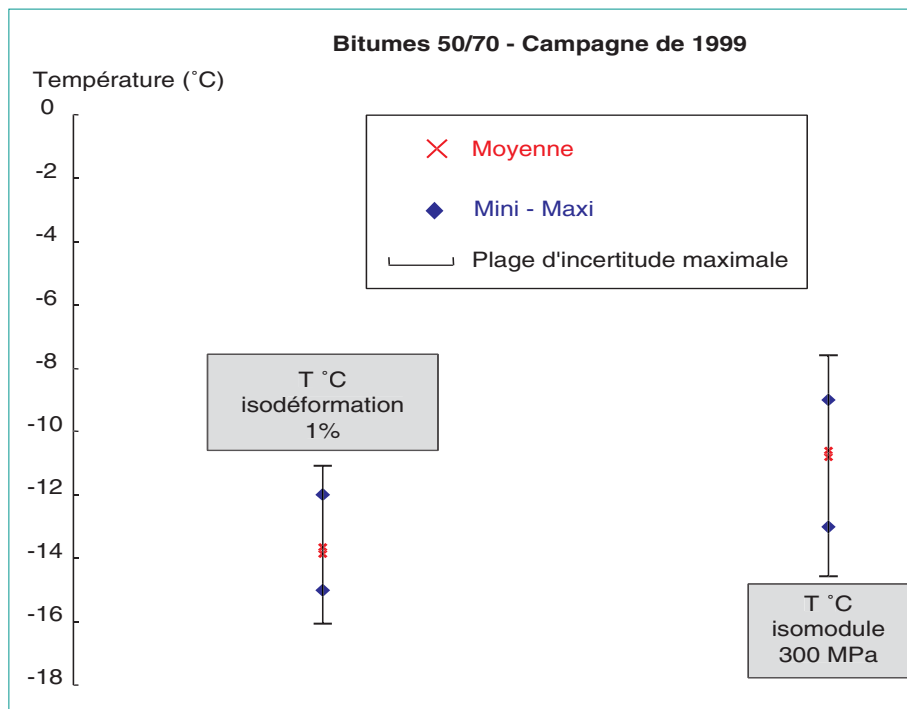 Bitumes 50/70 - Campagne de 1999
Température (˚C)
0
-2
-4
-6
-8
-10
-12
-14
-16
-18
Moyenne
Mini - Maxi
Plage d'incertitude maximale
T ˚C
isodéformation
1%
T ˚C
isomodule
300 MPa